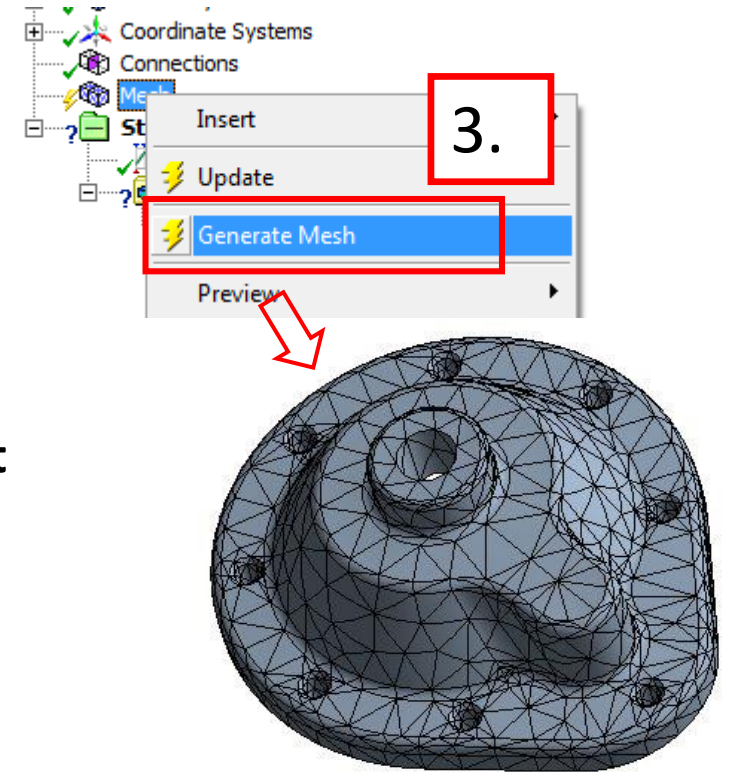 Coordinate Systems
Connections
Insert
3.
Update
Generate Mesh
Preview
t